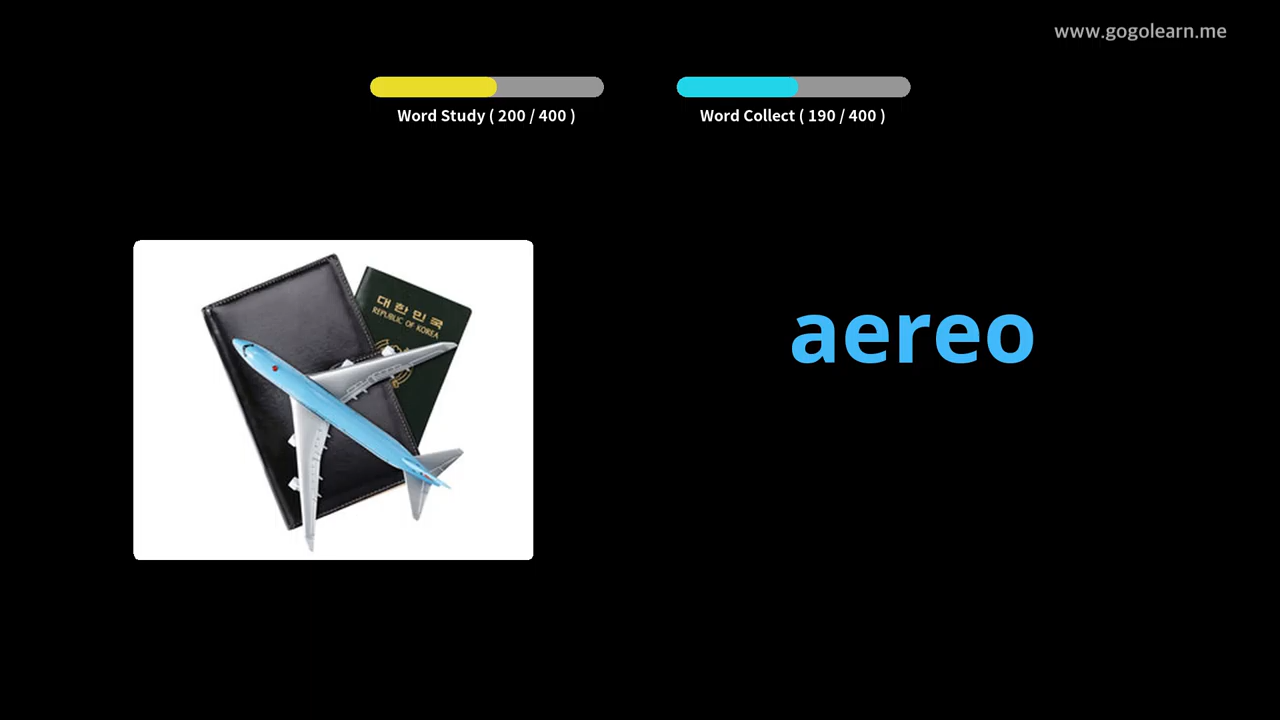 www.gogolearn.me
Word Study ( 200 / 400 )
Word Collect ( 190 / 400 )
대한민국
REPUBLIC OF KOREA
aereo